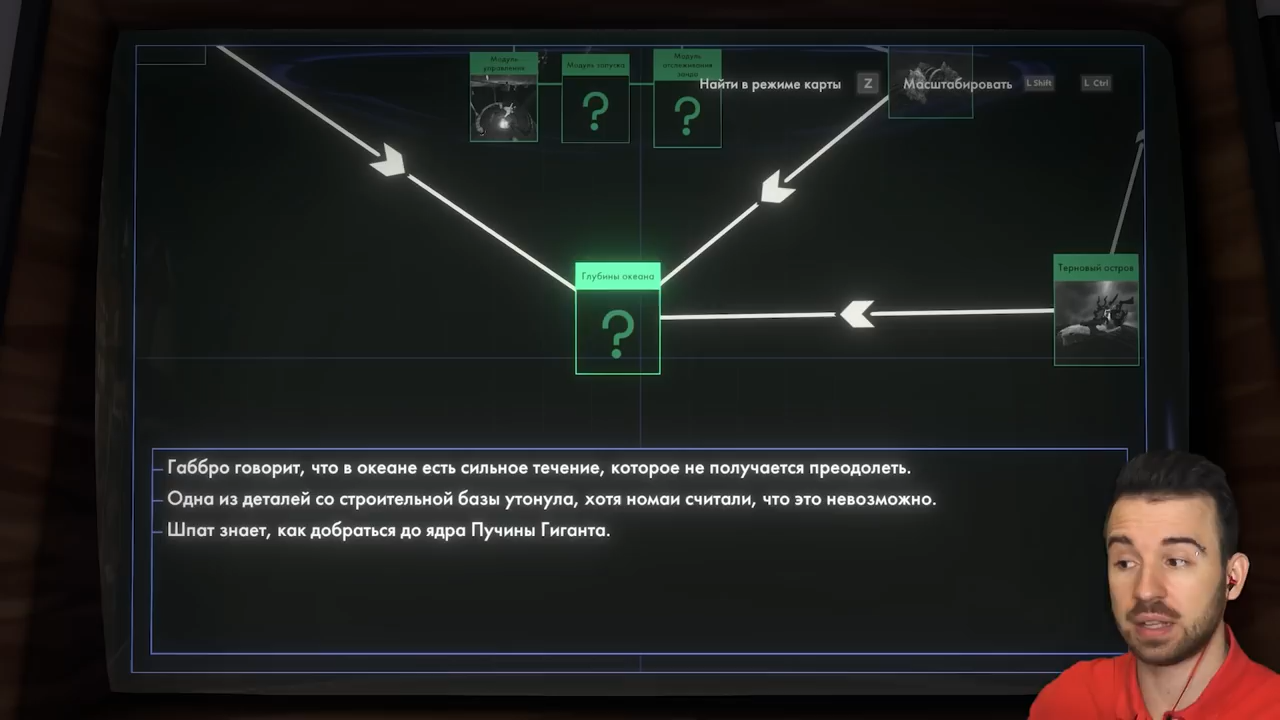 Модуль
управления
Модуль запуска
Модуль
отслеживания
зонда
Найти в режиме карты Z Масштабировать L Shift L Ctrl
Глубины океана
?
Терновый остров
Габбро говорит, что в океане есть сильное течение, которое не получается преодолеть.
Одна из деталей со строительной базы утонула, хотя номаи считали, что это невозможно.
Шпат знает, как добраться до ядра Пучины Гиганта.